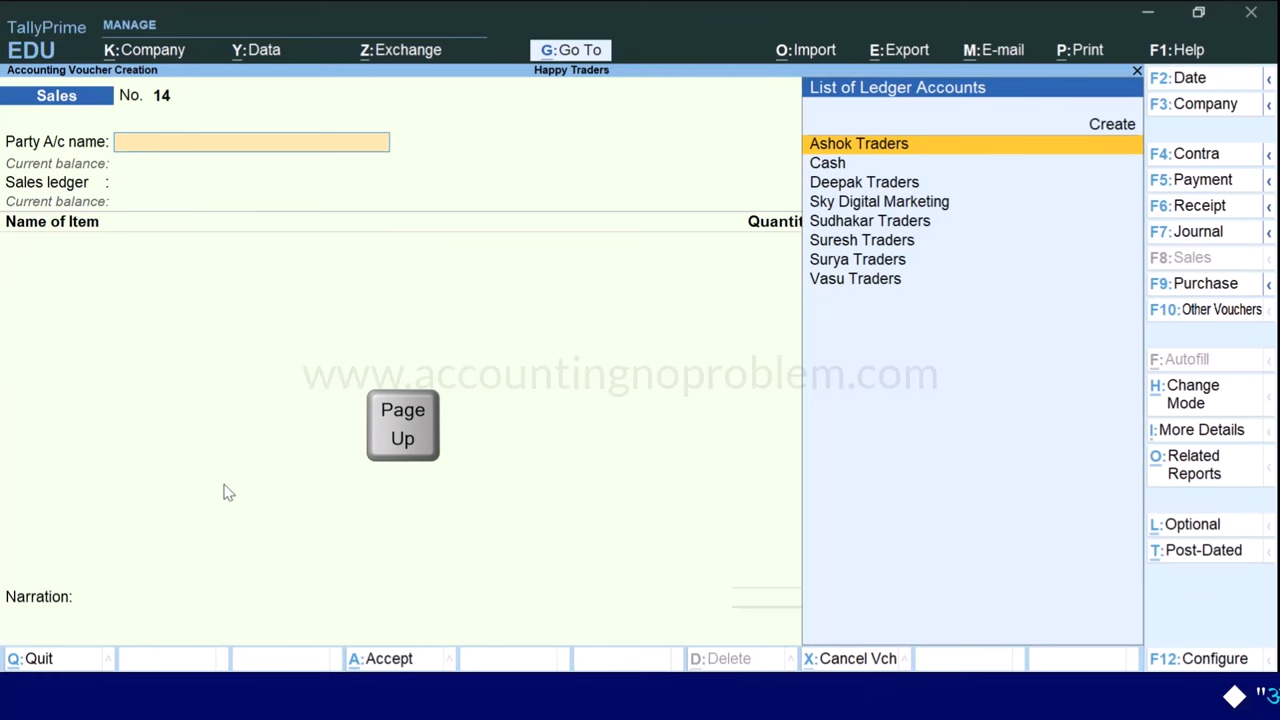 TallyPrime
EDU
MANAGE
K:Company
Y:Data
Z:Exchange
G:Go To
O:Import
E:Export
M:E-mail
P:Print
F1:Help
Accounting Voucher Creation
Happy Traders
Sales
No. 14
Party A/c name:
Current balance:
Sales ledger :
Current balance:
Name of Item
List of Ledger Accounts
Create
Ashok Traders
Cash
Deepak Traders
Sky Digital Marketing
Sudhakar Traders
Suresh Traders
Surya Traders
Vasu Traders
www.accountingnoproblem.com
Page
Up
Narration:
F2:Date
F3:Company
F4:Contra
F5:Payment
F6:Receipt
F7:Journal
F8:Sales
F9:Purchase
F10:Other Vouchers
F:Autofill
H:Change
Mode
I:More Details
O:Related
Reports
L:Optional
T:Post-Dated
Q:Quit
A:Accept
D:Delete
X:Cancel Vch
F12:Configure